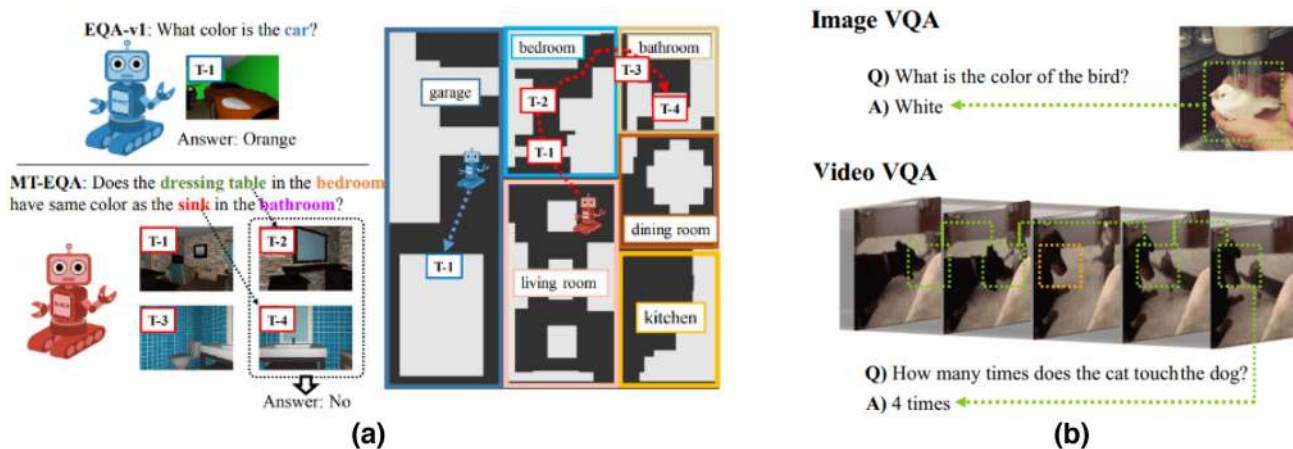 EQA-v1: What color is the car?
T-1
Answer: Orange
MT-EQA: Does the dressing table in the bedroom
have same color as the sink in the bathroom?
T-1
T-2
T-3
T-4
Answer: No
garage
T-1
bedroom
bathroom
T-3
T-2
T-4
T-1
dining room
living room
kitchen
(a)
Image VQA
Q) What is the color of the bird?
A) White
Video VQA
Q) How many times does the cat touch the dog?
A) 4 times
(b)